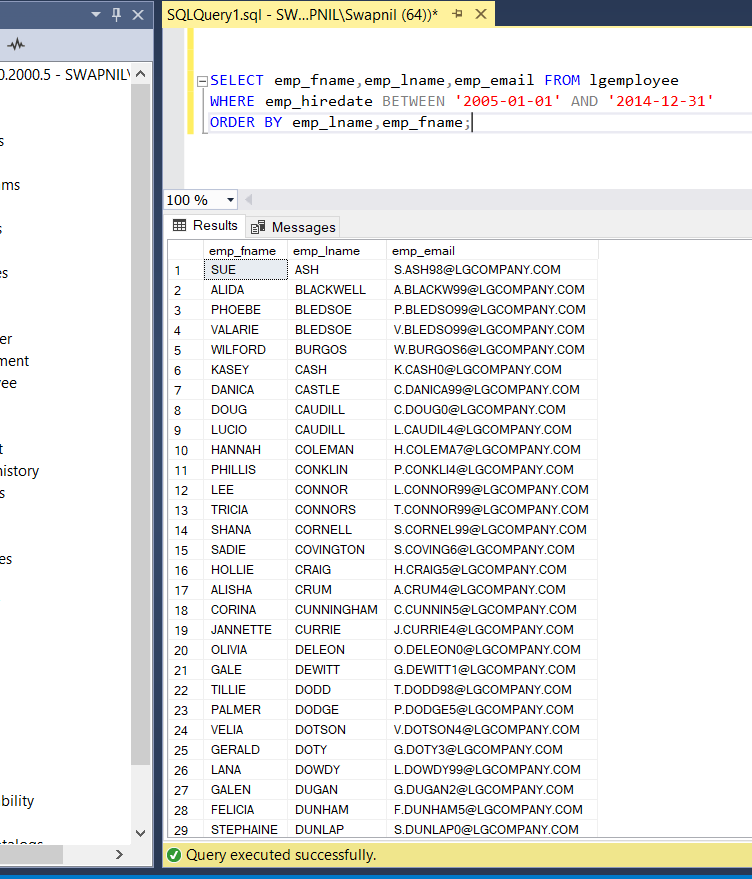 SQLQuery1.sql - SW...PNIL\Swapnil (64))*
0.2000.5 - SWAPNIL\
SELECT emp_fname,emp_lname,emp_email FROM lgemployee
WHERE emp_hiredate BETWEEN '2005-01-01' AND '2014-12-31'
ORDER BY emp_lname,emp_fname;
s
ms
s
es
er
ment
ee
t
history
s
es
bility
100 %
Results Messages
emp_fname emp_lname emp_email
1 SUE ASH S.ASH98@LGCOMPANY.COM
2 ALIDA BLACKWELL A.BLACKW99@LGCOMPANY.COM
3 PHOEBE BLEDSOE P.BLEDSO99@LGCOMPANY.COM
4 VALARIE BLEDSOE V.BLEDSO99@LGCOMPANY.COM
5 WILFORD BURGOS W.BURGOS6@LGCOMPANY.COM
6 KASEY CASH K.CASH0@LGCOMPANY.COM
7 DANICA CASTLE C.DANICA99@LGCOMPANY.COM
8 DOUG CAUDILL C.DOUG0@LGCOMPANY.COM
9 LUCIO CAUDILL L.CAUDIL4@LGCOMPANY.COM
10 HANNAH COLEMAN H.COLEMA7@LGCOMPANY.COM
11 PHILLIS CONKLIN P.CONKLI4@LGCOMPANY.COM
12 LEE CONNOR L.CONNOR99@LGCOMPANY.COM
13 TRICIA CONNORS T.CONNOR99@LGCOMPANY.COM
14 SHANA CORNELL S.CORNEL99@LGCOMPANY.COM
15 SADIE COVINGTON S.COVING6@LGCOMPANY.COM
16 HOLLIE CRAIG H.CRAIG5@LGCOMPANY.COM
17 ALISHA CRUM A.CRUM4@LGCOMPANY.COM
18 CORINA CUNNINGHAM C.CUNNIN5@LGCOMPANY.COM
19 JANNETTE CURRIE J.CURRIE4@LGCOMPANY.COM
20 OLIVIA DELEON O.DELEON0@LGCOMPANY.COM
21 GALE DEWITT G.DEWITT1@LGCOMPANY.COM
22 TILLIE DODD T.DODD98@LGCOMPANY.COM
23 PALMER DODGE P.DODGE5@LGCOMPANY.COM
24 VELIA DOTSON V.DOTSON4@LGCOMPANY.COM
25 GERALD DOTY G.DOTY3@LGCOMPANY.COM
26 LANA DOWDY L.DOWDY99@LGCOMPANY.COM
27 GALEN DUGAN G.DUGAN2@LGCOMPANY.COM
28 FELICIA DUNHAM F.DUNHAM5@LGCOMPANY.COM
29 STEPHAINE DUNLAP S.DUNLAP0@LGCOMPANY.COM
Query executed successfully.